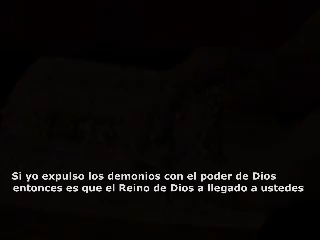 Si yo expulso los demonios con el poder de Dios
entonces es que el Reino de Dios a llegado a ustedes